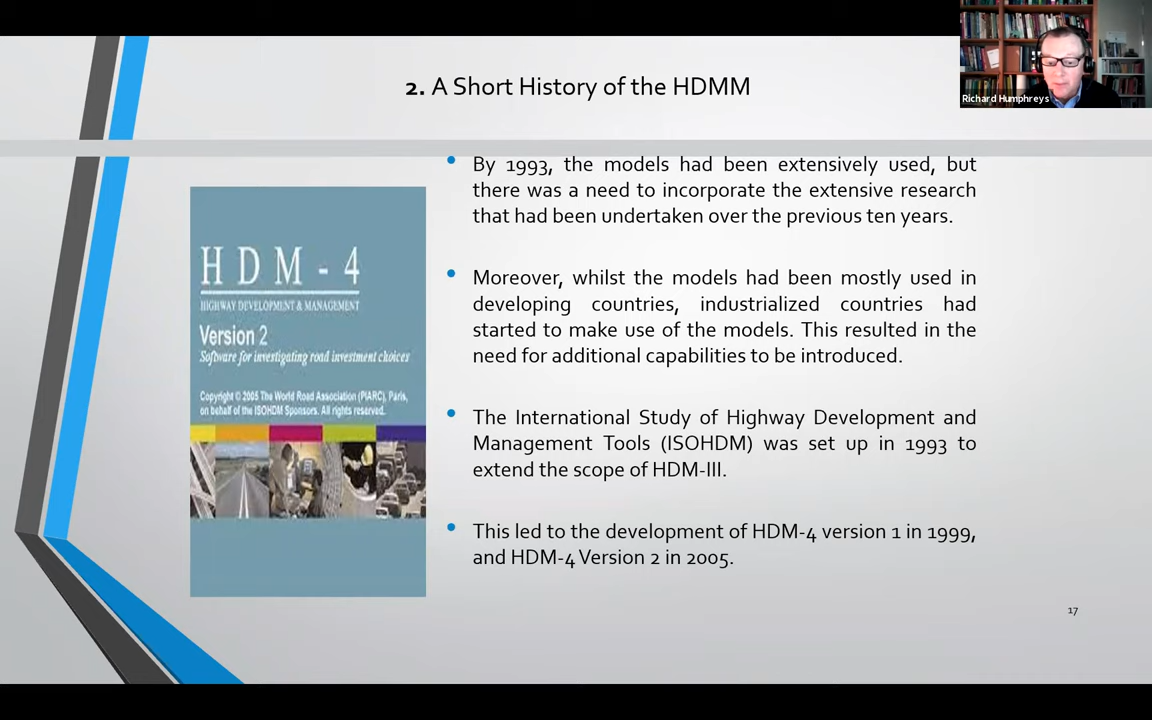 Richard Humphreys
2. A Short History of the HDMM
By 1993, the models had been extensively used, but
there was a need to incorporate the extensive research
that had been undertaken over the previous ten years.
Moreover, whilst the models had been mostly used in
developing countries, industrialized countries had
started to make use of the models. This resulted in the
need for additional capabilities to be introduced.
The International Study of Highway Development and
Management Tools (ISOHDM) was set up in 1993 to
extend the scope of HDM-III.
This led to the development of HDM-4 version 1 in 1999,
and HDM-4 Version 2 in 2005.
HDM-4
HIGHWAY DEVELOPMENT & MANAGEMENT
Version 2
Software for investigating road investment choices
Copyright © 2005 The World Road Association (PIARC), Paris,
on behalf of the ISOHDM Sponsors. All rights reserved.
17